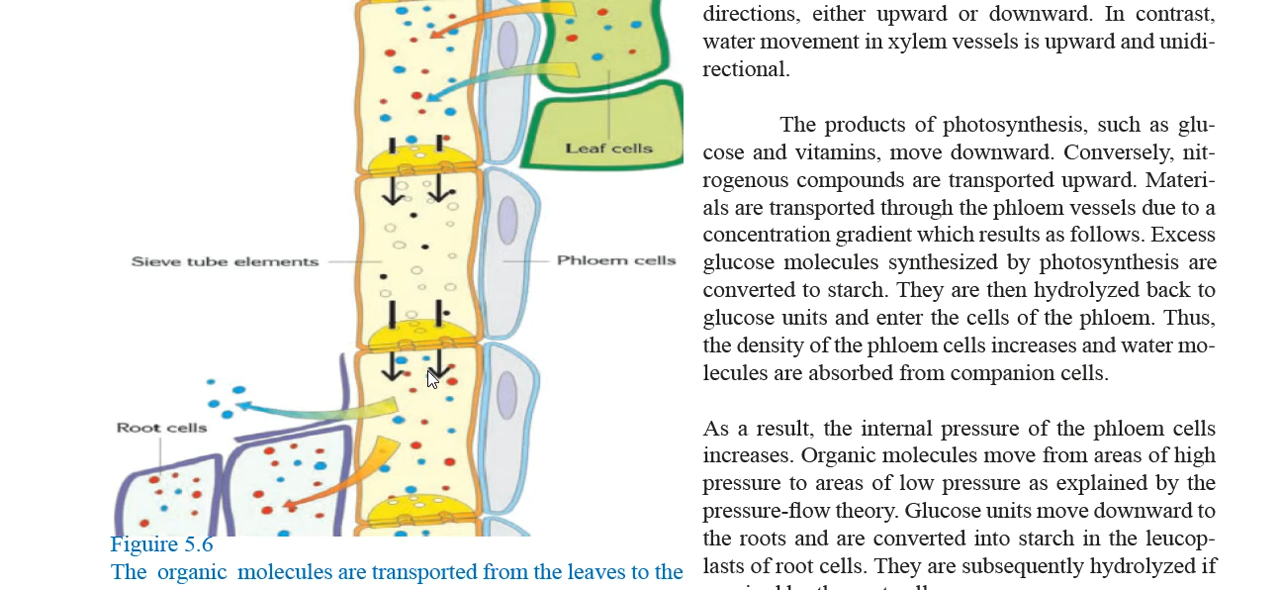 Leaf cells
Sieve tube elements
Phloem cells
Root cells
Figuire 5.6
The organic molecules are transported from the leaves to the
directions, either upward or downward. In contrast,
water movement in xylem vessels is upward and unidi-
rectional.
The products of photosynthesis, such as glu-
cose and vitamins, move downward. Conversely, nit-
rogenous compounds are transported upward. Materi-
als are transported through the phloem vessels due to a
concentration gradient which results as follows. Excess
glucose molecules synthesized by photosynthesis are
converted to starch. They are then hydrolyzed back to
glucose units and enter the cells of the phloem. Thus,
the density of the phloem cells increases and water mo-
lecules are absorbed from companion cells.
As a result, the internal pressure of the phloem cells
increases. Organic molecules move from areas of high
pressure to areas of low pressure as explained by the
pressure-flow theory. Glucose units move downward to
the roots and are converted into starch in the leucop-
lasts of root cells. They are subsequently hydrolyzed if